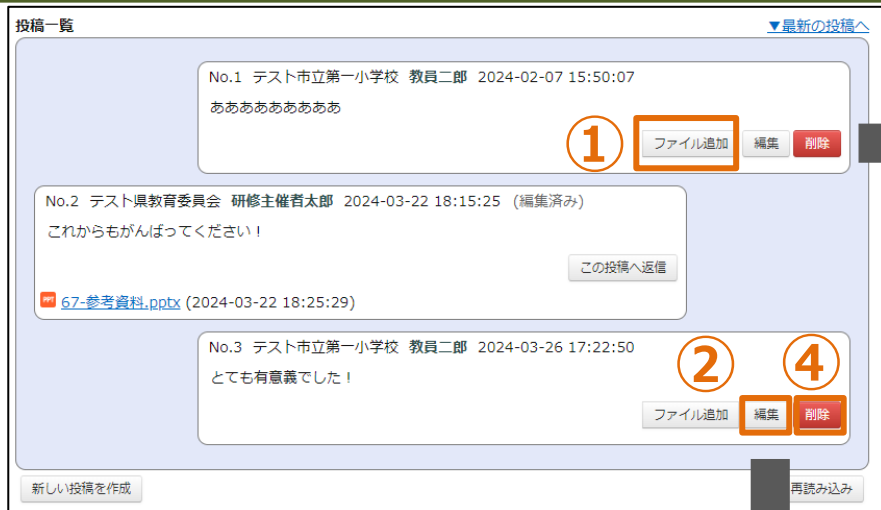 投稿一覧 ▼最新の投稿へ
No.1 テスト市立第一小学校 教員二郎 2024-02-07 15:50:07
あああああああああ
① ファイル追加 編集 削除
No.2 テスト県教育委員会 研修主催者太郎 2024-03-22 18:15:25 (編集済み)
これからもがんばってください！
この投稿へ返信
PPT 67-参考資料.pptx (2024-03-22 18:25:29)
No.3 テスト市立第一小学校 教員二郎 2024-03-26 17:22:50
とても有意義でした！
② ④
ファイル追加 編集 削除
新しい投稿を作成 再読み込み